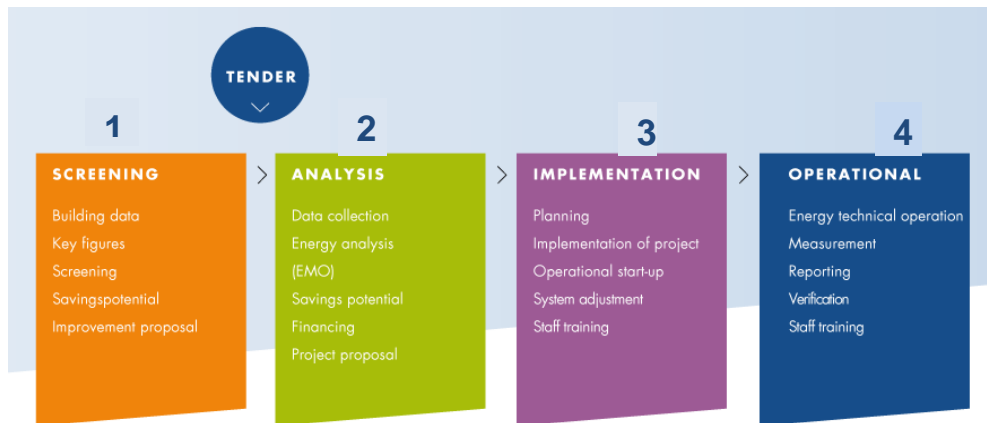 TENDER
1
SCREENING
Building data
Key figures
Screening
Savingspotential
Improvement proposal
2
ANALYSIS
Data collection
Energy analysis
(EMO)
Savings potential
Financing
Project proposal
3
IMPLEMENTATION
Planning
Implementation of project
Operational start-up
System adjustment
Staff training
4
OPERATIONAL
Energy technical operation
Measurement
Reporting
Verification
Staff training